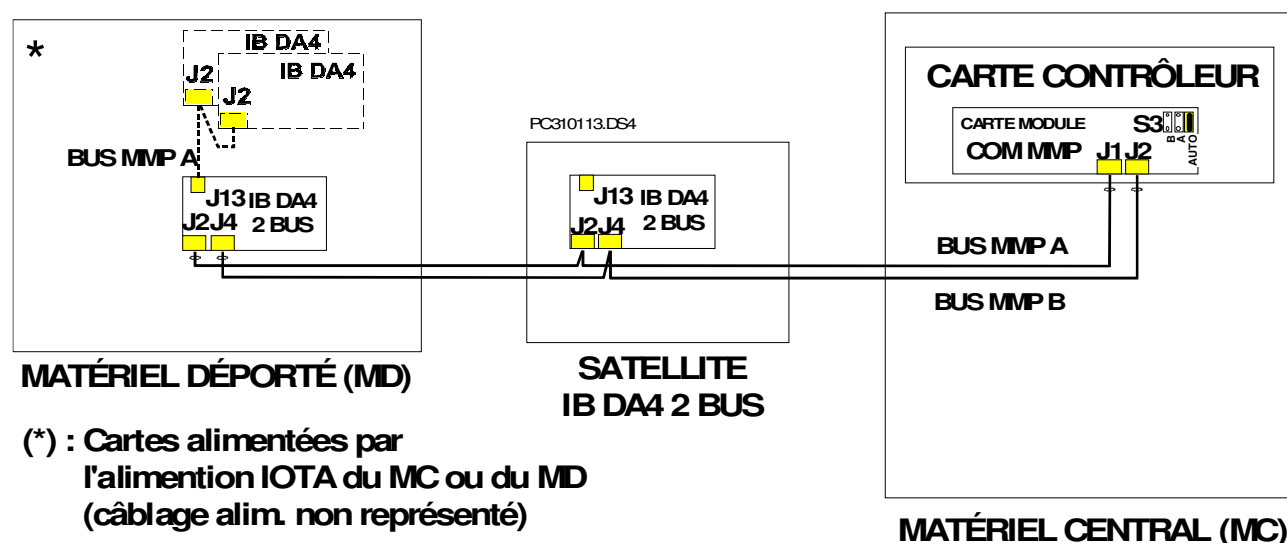 *
IB DA4
IB DA4
J2
J2
BUS MMP A
J13 IB DA4
J2 J4 2 BUS
MATÉRIEL DÉPORTÉ (MD)
(*) : Cartes alimentées par
l'alimention IOTA du MC ou du MD
(câblage alim. non représenté)
PC310113.DS4
J13 IB DA4
J2 J4 2 BUS
SATELLITE
IB DA4 2 BUS
CARTE CONTRÔLEUR
CARTE MODULE
COM MMP
S3
B
A
AUTO
J1 J2
BUS MMP A
BUS MMP B
MATÉRIEL CENTRAL (MC)